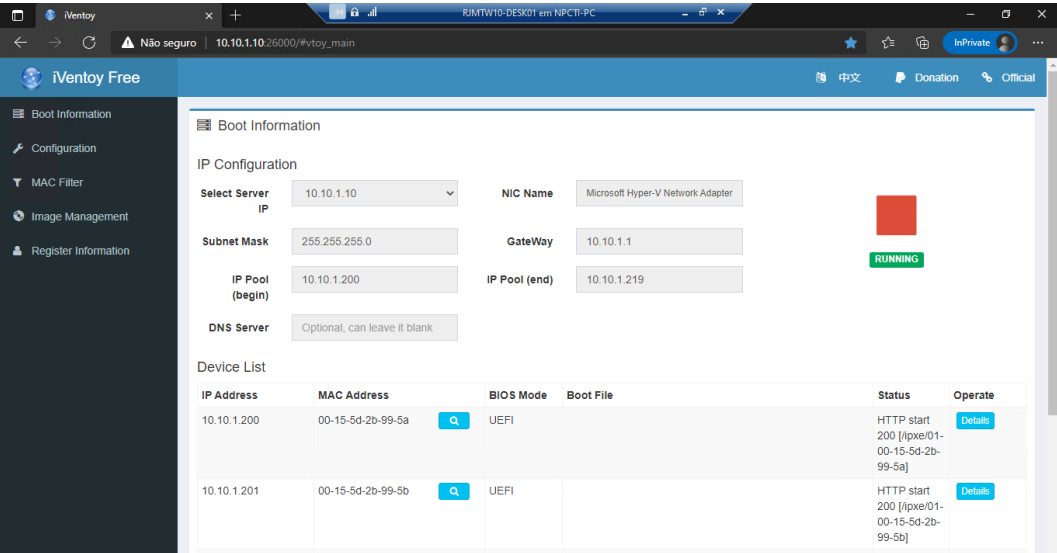 iVentoy
RJMTW10-DESK01 em NPCTI-PC
Não seguro
10.10.1.10:26000/#vtoy_main
InPrivate
iVentoy Free
中文
Donation
Official
Boot Information
Configuration
MAC Filter
Image Management
Register Information
Boot Information
IP Configuration
Select Server IP
10.10.1.10
NIC Name
Microsoft Hyper-V Network Adapter
Subnet Mask
255.255.255.0
GateWay
10.10.1.1
RUNNING
IP Pool (begin)
10.10.1.200
IP Pool (end)
10.10.1.219
DNS Server
Optional, can leave it blank
Device List
IP Address MAC Address BIOS Mode Boot File Status Operate
10.10.1.200 00-15-5d-2b-99-5a UEFI HTTP start Details
200 [/ipxe/01-
00-15-5d-2b-
99-5a]
10.10.1.201 00-15-5d-2b-99-5b UEFI HTTP start Details
200 [/ipxe/01-
00-15-5d-2b-
99-5b]